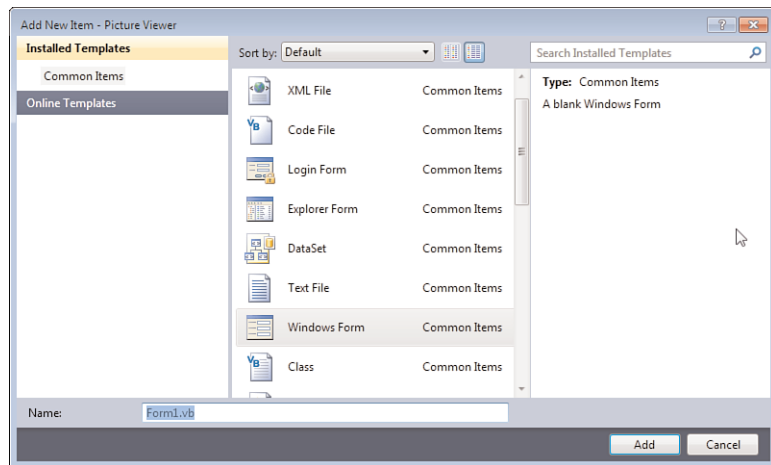 Add New Item - Picture Viewer
Installed Templates
Common Items
Online Templates
Sort by: Default
Search Installed Templates
XML File Common Items
Code File Common Items
Login Form Common Items
Explorer Form Common Items
DataSet Common Items
Text File Common Items
Windows Form Common Items
Class Common Items
Type: Common Items
A blank Windows Form
Name: Form1.vb
Add Cancel